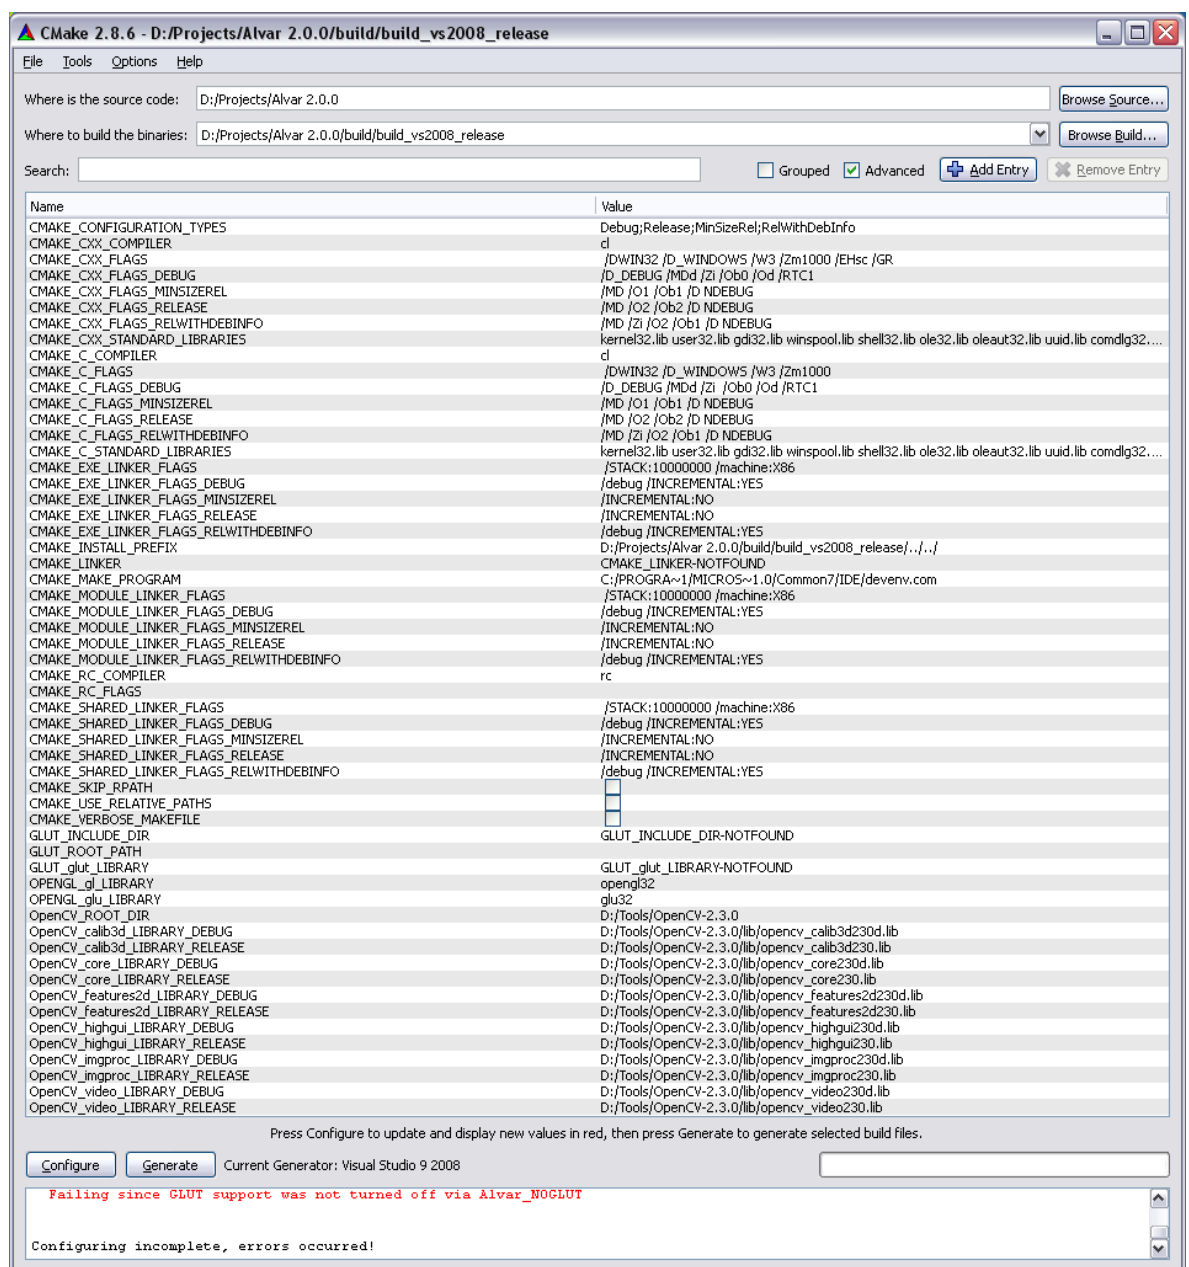 CMake 2.8.6 - D:/Projects/Alvar 2.0.0/build/build_vs2008_release
File Tools Options Help
Where is the source code: D:/Projects/Alvar 2.0.0 Browse Source...
Where to build the binaries: D:/Projects/Alvar 2.0.0/build/build_vs2008_release Browse Build...
Search: Grouped Advanced Add Entry Remove Entry
Name Value
CMAKE_CONFIGURATION_TYPES Debug;Release;MinSizeRel;RelWithDebInfo
CMAKE_CXX_COMPILER cl
CMAKE_CXX_FLAGS /DWIN32 /D_WINDOWS /W3 /Zm1000 /EHsc /GR
CMAKE_CXX_FLAGS_DEBUG /D_DEBUG /MDd /Zi /Ob0 /Od /RTC1
CMAKE_CXX_FLAGS_MINSIZEREL /MD /O1 /Ob1 /D NDEBUG
CMAKE_CXX_FLAGS_RELEASE /MD /O2 /Ob2 /D NDEBUG
CMAKE_CXX_FLAGS_RELWITHDEBINFO /MD /Zi /O2 /Ob1 /D NDEBUG
CMAKE_CXX_STANDARD_LIBRARIES kernel32.lib user32.lib gdi32.lib winspool.lib shell32.lib ole32.lib oleaut32.lib uuid.lib comdlg32....
CMAKE_C_COMPILER cl
CMAKE_C_FLAGS /DWIN32 /D_WINDOWS /W3 /Zm1000
CMAKE_C_FLAGS_DEBUG /D_DEBUG /MDd /Zi /Ob0 /Od /RTC1
CMAKE_C_FLAGS_MINSIZEREL /MD /O1 /Ob1 /D NDEBUG
CMAKE_C_FLAGS_RELEASE /MD /O2 /Ob2 /D NDEBUG
CMAKE_C_FLAGS_RELWITHDEBINFO /MD /Zi /O2 /Ob1 /D NDEBUG
CMAKE_C_STANDARD_LIBRARIES kernel32.lib user32.lib gdi32.lib winspool.lib shell32.lib ole32.lib oleaut32.lib uuid.lib comdlg32....
CMAKE_EXE_LINKER_FLAGS /STACK:10000000 /machine:X86
CMAKE_EXE_LINKER_FLAGS_DEBUG /debug /INCREMENTAL:YES
CMAKE_EXE_LINKER_FLAGS_MINSIZEREL /INCREMENTAL:NO
CMAKE_EXE_LINKER_FLAGS_RELEASE /INCREMENTAL:NO
CMAKE_EXE_LINKER_FLAGS_RELWITHDEBINFO /debug /INCREMENTAL:YES
CMAKE_INSTALL_PREFIX D:/Projects/Alvar 2.0.0/build/build_vs2008_release/../../
CMAKE_LINKER CMAKE_LINKER-NOTFOUND
CMAKE_MAKE_PROGRAM C:/PROGRA~1/MICROS~1.0/Common7/IDE/devenv.com
CMAKE_MODULE_LINKER_FLAGS /STACK:10000000 /machine:X86
CMAKE_MODULE_LINKER_FLAGS_DEBUG /debug /INCREMENTAL:YES
CMAKE_MODULE_LINKER_FLAGS_MINSIZEREL /INCREMENTAL:NO
CMAKE_MODULE_LINKER_FLAGS_RELEASE /INCREMENTAL:NO
CMAKE_MODULE_LINKER_FLAGS_RELWITHDEBINFO /debug /INCREMENTAL:YES
CMAKE_RC_COMPILER rc
CMAKE_RC_FLAGS
CMAKE_SHARED_LINKER_FLAGS /STACK:10000000 /machine:X86
CMAKE_SHARED_LINKER_FLAGS_DEBUG /debug /INCREMENTAL:YES
CMAKE_SHARED_LINKER_FLAGS_MINSIZEREL /INCREMENTAL:NO
CMAKE_SHARED_LINKER_FLAGS_RELEASE /INCREMENTAL:NO
CMAKE_SHARED_LINKER_FLAGS_RELWITHDEBINFO /debug /INCREMENTAL:YES
CMAKE_SKIP_RPATH
CMAKE_USE_RELATIVE_PATHS
CMAKE_VERBOSE_MAKEFILE
GLUT_INCLUDE_DIR GLUT_INCLUDE_DIR-NOTFOUND
GLUT_ROOT_PATH
GLUT_glut_LIBRARY GLUT_glut_LIBRARY-NOTFOUND
OPENGL_gl_LIBRARY opengl32
OPENGL_glu_LIBRARY glu32
OpenCV_ROOT_DIR D:/Tools/OpenCV-2.3.0
OpenCV_calib3d_LIBRARY_DEBUG D:/Tools/OpenCV-2.3.0/lib/opencv_calib3d230d.lib
OpenCV_calib3d_LIBRARY_RELEASE D:/Tools/OpenCV-2.3.0/lib/opencv_calib3d230.lib
OpenCV_core_LIBRARY_DEBUG D:/Tools/OpenCV-2.3.0/lib/opencv_core230d.lib
OpenCV_core_LIBRARY_RELEASE D:/Tools/OpenCV-2.3.0/lib/opencv_core230.lib
OpenCV_features2d_LIBRARY_DEBUG D:/Tools/OpenCV-2.3.0/lib/opencv_features2d230d.lib
OpenCV_features2d_LIBRARY_RELEASE D:/Tools/OpenCV-2.3.0/lib/opencv_features230.lib
OpenCV_highgui_LIBRARY_DEBUG D:/Tools/OpenCV-2.3.0/lib/opencv_highgui230d.lib
OpenCV_highgui_LIBRARY_RELEASE D:/Tools/OpenCV-2.3.0/lib/opencv_highgui230.lib
OpenCV_imgproc_LIBRARY_DEBUG D:/Tools/OpenCV-2.3.0/lib/opencv_imgproc230d.lib
OpenCV_imgproc_LIBRARY_RELEASE D:/Tools/OpenCV-2.3.0/lib/opencv_imgproc230.lib
OpenCV_video_LIBRARY_DEBUG D:/Tools/OpenCV-2.3.0/lib/opencv_video230d.lib
OpenCV_video_LIBRARY_RELEASE D:/Tools/OpenCV-2.3.0/lib/opencv_video230.lib
Press Configure to update and display new values in red, then press Generate to generate selected build files.
Configure Generate Current Generator: Visual Studio 9 2008
Failing since GLUT support was not turned off via Alvar_NOGLUT
Configuring incomplete, errors occurred!